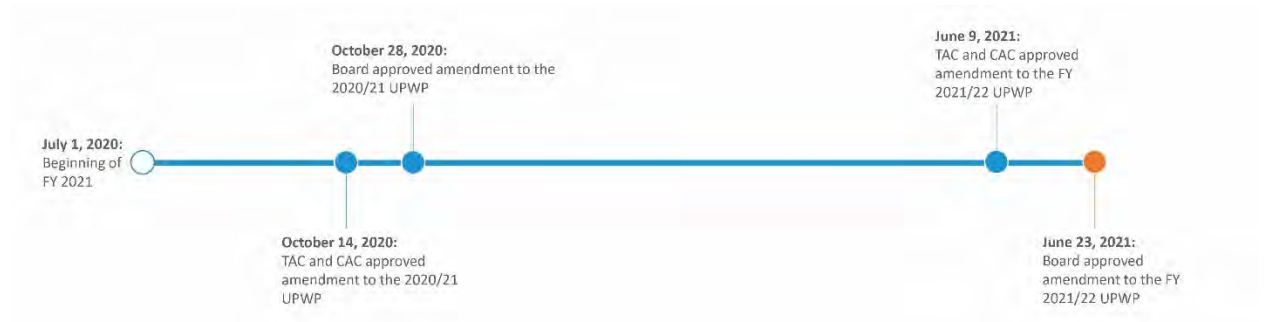 July 1, 2020:
Beginning of
FY 2021
October 14, 2020:
TAC and CAC approved
amendment to the 2020/21
UPWP
October 28, 2020:
Board approved amendment to the
2020/21 UPWP
June 9, 2021:
TAC and CAC approved
amendment to the FY
2021/22 UPWP
June 23, 2021:
Board approved
amendment to the FY
2021/22 UPWP